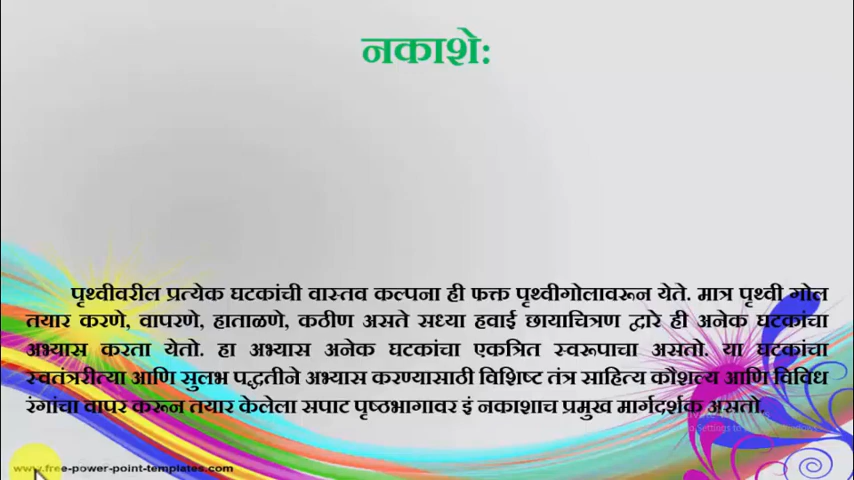 नकाशे:
पृथ्वीवरील प्रत्येक घटकांची वास्तव कल्पना ही फक्त पृथ्वीगोलावरून येते. मात्र पृथ्वी गोल
तयार करणे, वापरणे, हाताळणे, कठीण असते सध्या हवाई छायाचित्रण द्वारे ही अनेक घटकांचा
अभ्यास करता येतो. हा अभ्यास अनेक घटकांचा एकत्रित स्वरूपाचा असतो. या घटकांचा
स्वतंत्ररीत्या आणि सुलभ पद्धतीने अभ्यास करण्यासाठी विशिष्ट तंत्र साहित्य कौशल्य आणि विविध
रंगांचा वापर करून तयार केलेला सपाट पृष्ठभागावर इं नकाशाच प्रमुख मार्गदर्शक असतो.
www.free-power-point-templates.com